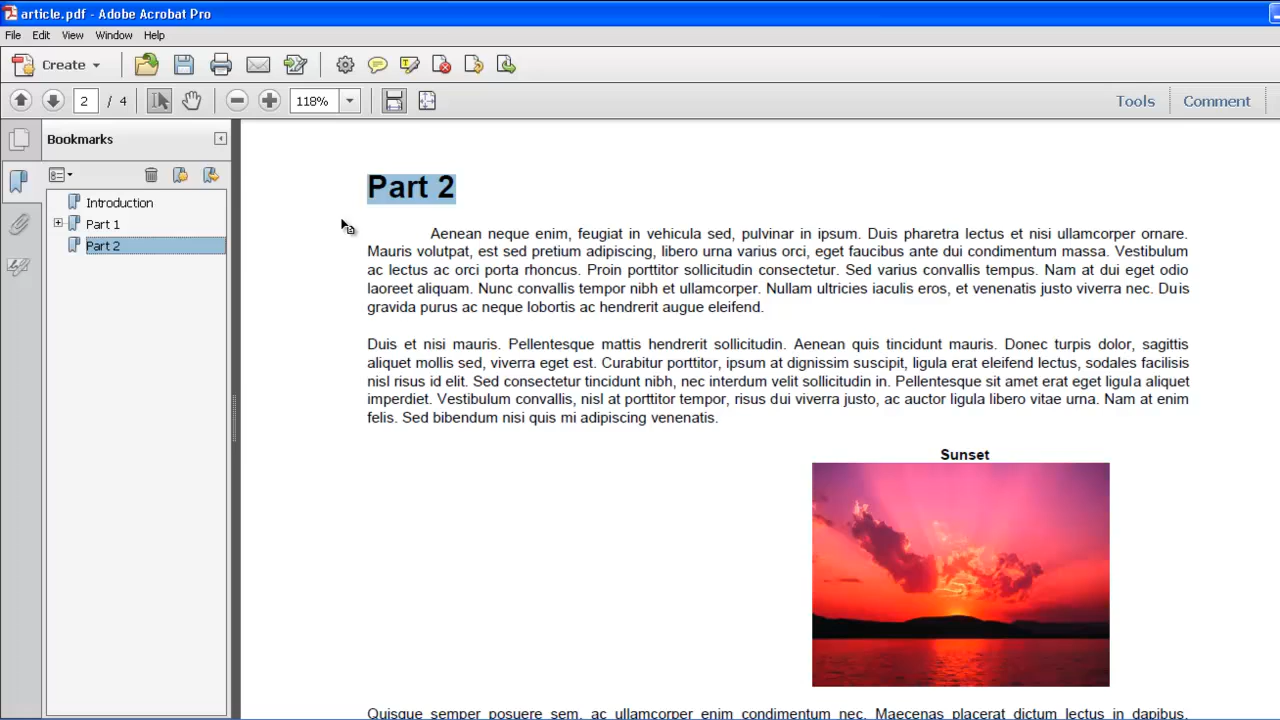 article.pdf - Adobe Acrobat Pro
File Edit View Window Help
Create
2 / 4 118% Tools Comment
Bookmarks
Introduction
Part 1
Part 2
Part 2
Aenean neque enim, feugiat in vehicula sed, pulvinar in ipsum. Duis pharetra lectus et nisi ullamcorper ornare.
Mauris volutpat, est sed pretium adipiscing, libero urna varius orci, eget faucibus ante dui condimentum massa. Vestibulum
ac lectus ac orci porta rhoncus. Proin porttitor sollicitudin consectetur. Sed varius convallis tempus. Nam at dui eget odio
laoreet aliquam. Nunc convallis tempor nibh et ullamcorper. Nullam ultricies iaculis eros, et venenatis justo viverra nec. Duis
gravida purus ac neque lobortis ac hendrerit augue eleifend.
Duis et nisi mauris. Pellentesque mattis hendrerit sollicitudin. Aenean quis tincidunt mauris. Donec turpis dolor, sagittis
aliquet mollis sed, viverra eget est. Curabitur porttitor, ipsum at dignissim suscipit, ligula erat eleifend lectus, sodales facilisis
nisl risus id elit. Sed consectetur tincidunt nibh, nec interdum velit sollicitudin in. Pellentesque sit amet erat eget ligula aliquet
imperdiet. Vestibulum convallis, nisl at porttitor tempor, risus dui viverra justo, ac auctor ligula libero vitae urna. Nam at enim
felis. Sed bibendum nisi quis mi adipiscing venenatis.
Sunset
Quisque semper posuere sem, ac ullamcorper enim condimentum nec. Maecenas placerat dictum lectus in dapibus.